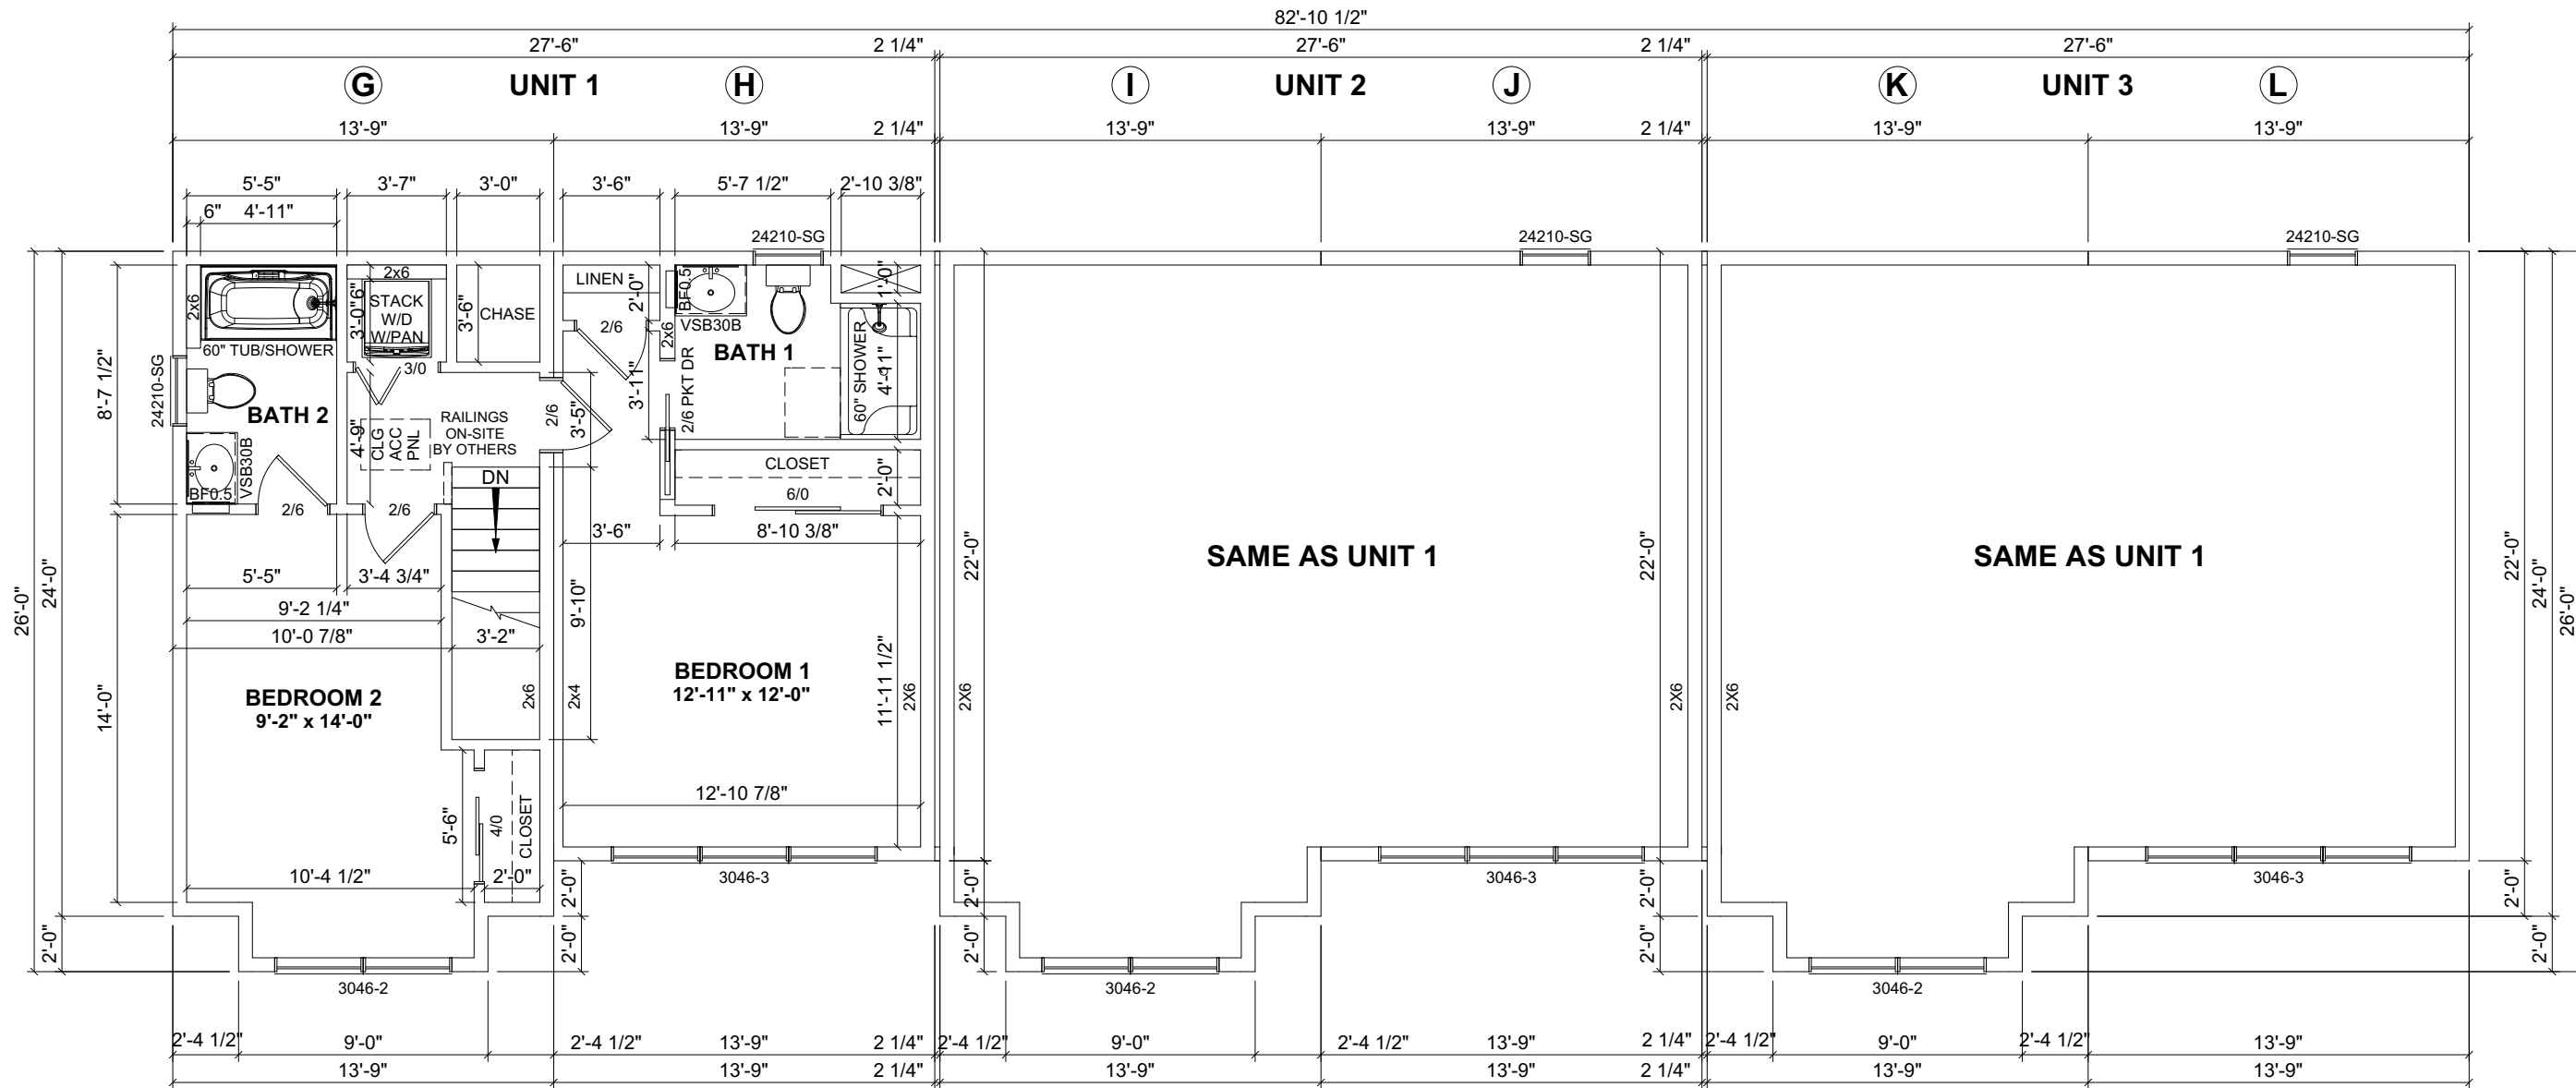 82'-10 1/2"
27'-6" 2 1/4" 27'-6" 2 1/4" 27'-6"
G UNIT 1 H I UNIT 2 J K UNIT 3 L
13'-9" 13'-9" 2 1/4" 13'-9" 13'-9" 2 1/4" 13'-9" 13'-9"
5'-5" 3'-7" 3'-0" 3'-6" 5'-7 1/2" 2'-10 3/8"
6" 4'-11"
24210-SG 24210-SG 24210-SG
2x6
STACK
W/D
W/PAN
3'-0"
6"
2x6
60" TUB/SHOWER
3/0
3'-6"
CHASE
LINEN
2'-0"
2/6
2x6
3'-11"
BF0.5
VSB30B
BATH 1
2/6 PKT DR
1'-0"
60" SHOWER
4'-11"
8'-7 1/2"
24210-SG
BATH 2
VSB30B
BF0.5
2/6
4'-9"
CLG
ACC
PNL
RAILINGS
ON-SITE
BY OTHERS
2/6
3'-5"
DN
2/6
CLOSET
2'-0"
6/0
3'-6" 8'-10 3/8"
5'-5" 3'-4 3/4"
9'-2 1/4"
10'-0 7/8" 3'-2"
9'-10"
26'-0"
24'-0"
14'-0"
BEDROOM 2
9'-2" x 14'-0"
2x6
2x4
BEDROOM 1
12'-11" x 12'-0"
11'-11 1/2"
2X6
12'-10 7/8"
5'-6"
4/0
CLOSET
10'-4 1/2" 2'-0"
2'-0"
2'-0"
2'-0"
3046-2
3046-3
22'-0"
2X6
SAME AS UNIT 1
22'-0"
2X6
2'-0"
2'-0"
3046-2
3046-3
2'-0"
2'-0"
2X6
SAME AS UNIT 1
3046-2
3046-3
22'-0"
24'-0"
26'-0"
2'-0"
2'-0"
2'-4 1/2" 9'-0" 2'-4 1/2" 13'-9" 2 1/4" 2'-4 1/2" 9'-0" 2'-4 1/2" 13'-9" 2 1/4" 2'-4 1/2" 9'-0" 2'-4 1/2" 13'-9"
13'-9" 13'-9" 2 1/4" 13'-9" 13'-9" 2 1/4" 13'-9" 13'-9"